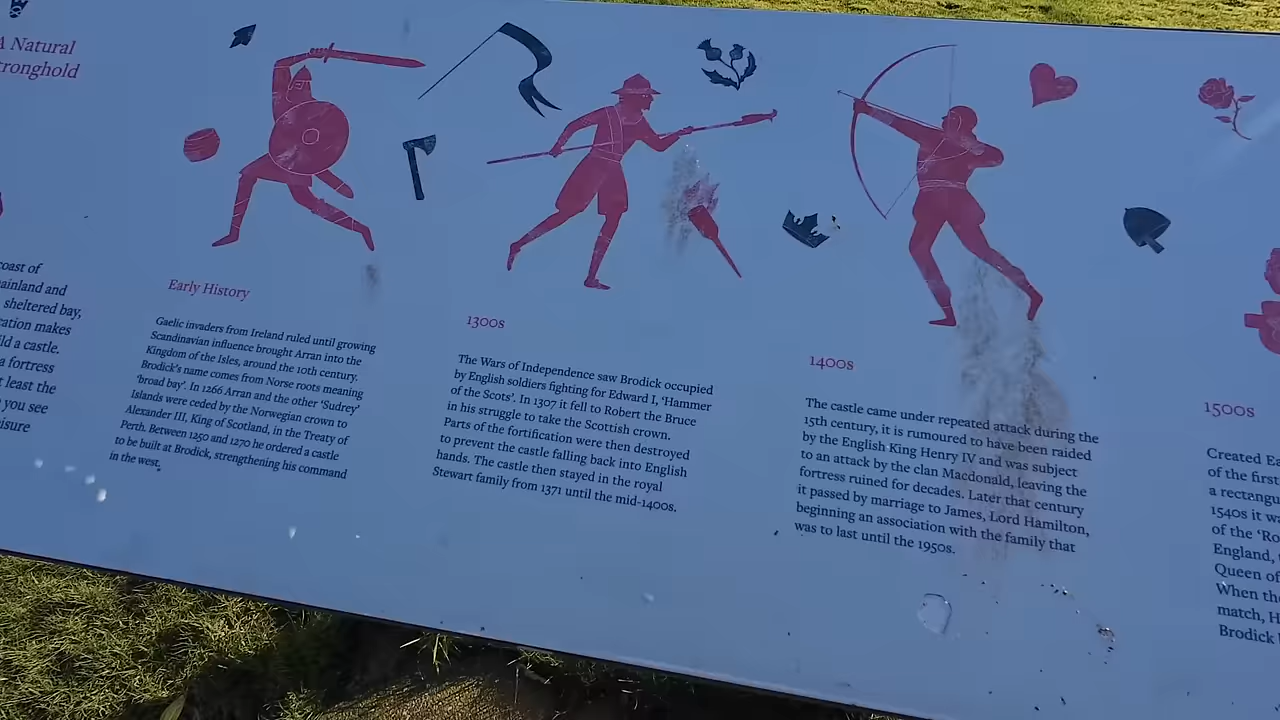 A Natural
tronghold
coast of
ainland and
sheltered bay,
cation makes
ld a castle.
a fortress
t least the
you see
isure
Early History
Gaelic invaders from Ireland ruled until growing
Scandinavian influence brought Arran into the
Kingdom of the Isles, around the 10th century.
Brodick's name comes from Norse roots meaning
'broad bay'. In 1266 Arran and the other 'Sudrey'
Islands were ceded by the Norwegian crown to
Alexander III, King of Scotland, in the Treaty of
Perth. Between 1250 and 1270 he ordered a castle
to be built at Brodick, strengthening his command
in the west.
1300s
The Wars of Independence saw Brodick occupied
by English soldiers fighting for Edward I, 'Hammer
of the Scots'. In 1307 it fell to Robert the Bruce
in his struggle to take the Scottish crown.
Parts of the fortification were then destroyed
to prevent the castle falling back into English
hands. The castle then stayed in the royal
Stewart family from 1371 until the mid-1400s.
1400s
The castle came under repeated attack during the
15th century, it is rumoured to have been raided
by the English King Henry IV and was subject
to an attack by the clan Macdonald, leaving the
fortress ruined for decades. Later that century
it passed by marriage to James, Lord Hamilton,
beginning an association with the family that
was to last until the 1950s.
1500s
Created Ea
of the first
a rectangu
1540s it wa
of the 'Ro
England,
Queen of
When the
match, H
Brodick